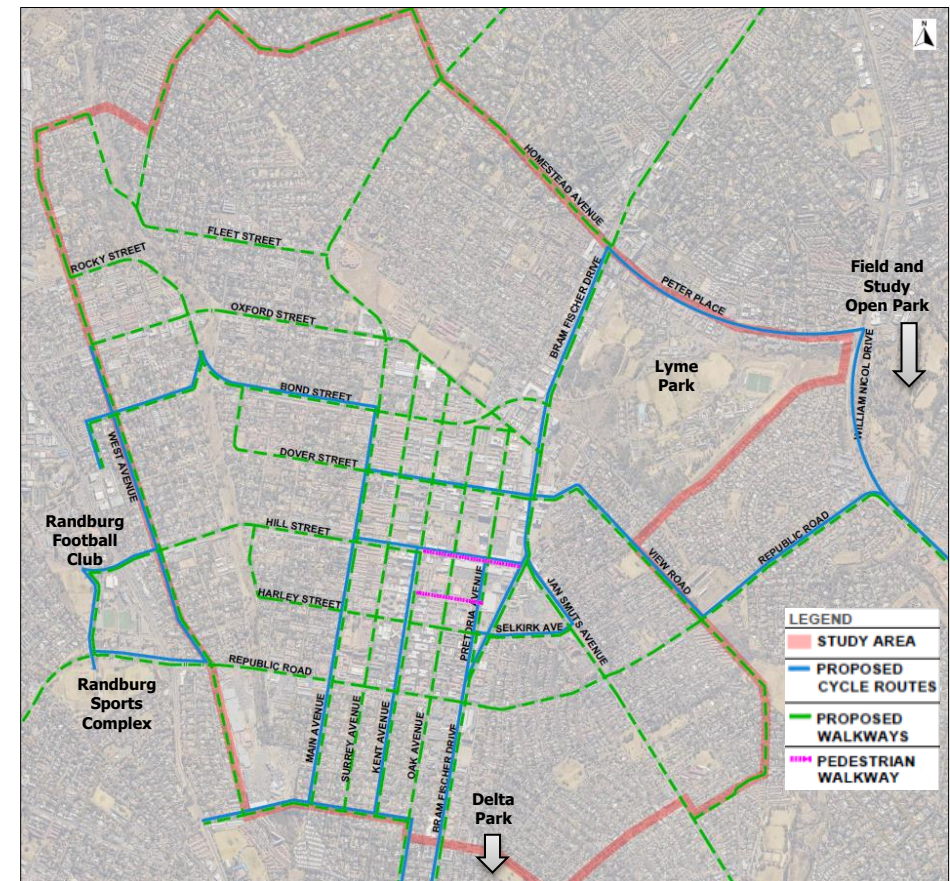 N
HOMESTEAD AVENUE
FLEET STREET
ROCKY STREET
Field and
Study
Open Park
PETER PLACE
OXFORD STREET
BRAM FISCHER DRIVE
Lyme
Park
WILLIAM NICOL DRIVE
BOND STREET
WEST AVENUE
DOVER STREET
Randburg
Football
Club
HILL STREET
REPUBLIC ROAD
VIEW ROAD
JAN SMUTS AVENUE
HARLEY STREET
PRETORIA AVENUE
SELKIRK AVE
LEGEND
STUDY AREA
PROPOSED
CYCLE ROUTES
PROPOSED
WALKWAYS
PEDESTRIAN
WALKWAY
REPUBLIC ROAD
Randburg
Sports
Complex
MAIN AVENUE
SURREY AVENUE
KENT AVENUE
OAK AVENUE
BRAM FISCHER DRIVE
Delta
Park